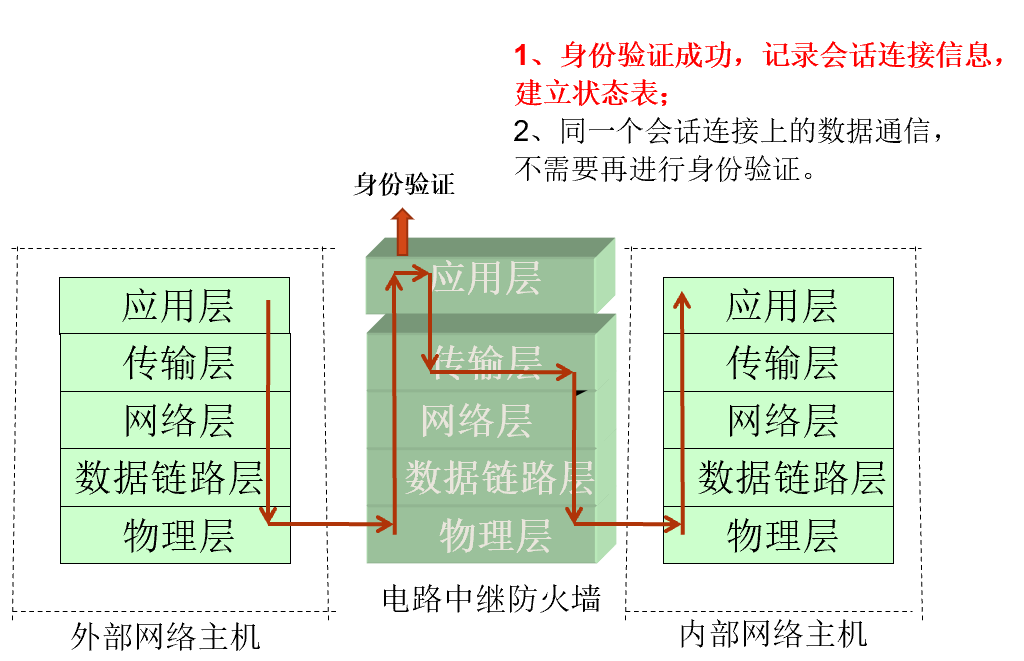 1、身份验证成功，记录会话连接信息，
建立状态表；
2、同一个会话连接上的数据通信，
不需要再进行身份验证。
身份验证
应用层
传输层
网络层
数据链路层
物理层
外部网络主机
应用层
传输层
网络层
数据链路层
物理层
电路中继防火墙
应用层
传输层
网络层
数据链路层
物理层
内部网络主机